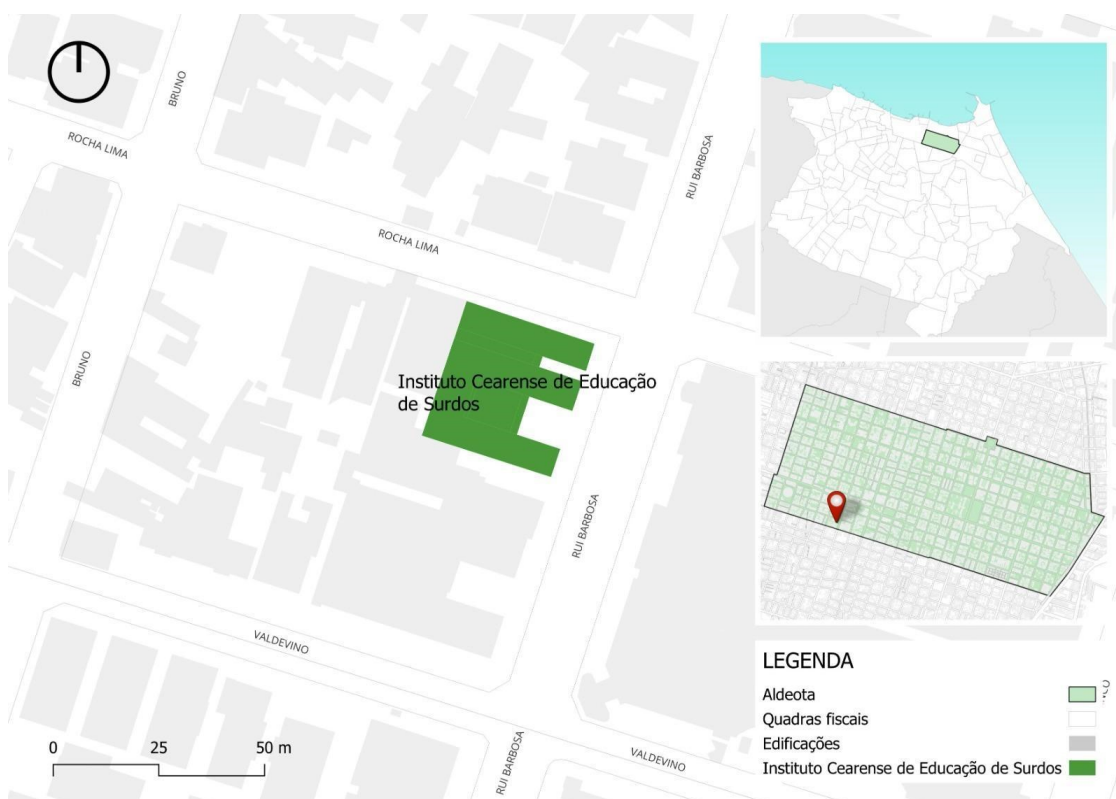 BRUNO
ROCHA LIMA
RUI BARBOSA
ROCHA LIMA
BRUNO
Instituto Cearense de Educação
de Surdos
RUI BARBOSA
VALDEVINO
VALDEVINO
RUI BARBOSA
0 25 50 m
LEGENDA
Aldeota
Quadras fiscais
Edificações
Instituto Cearense de Educação de Surdos